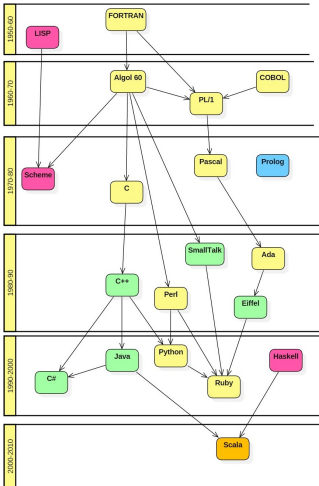 1950-60
FORTRAN
LISP
1960-70
Algol 60
COBOL
PL/1
1970-80
Pascal
Prolog
Scheme
C
1980-90
SmallTalk
Ada
C++
Perl
Eiffel
1990-2000
Python
Java
Haskell
C#
Ruby
2000-2010
Scala